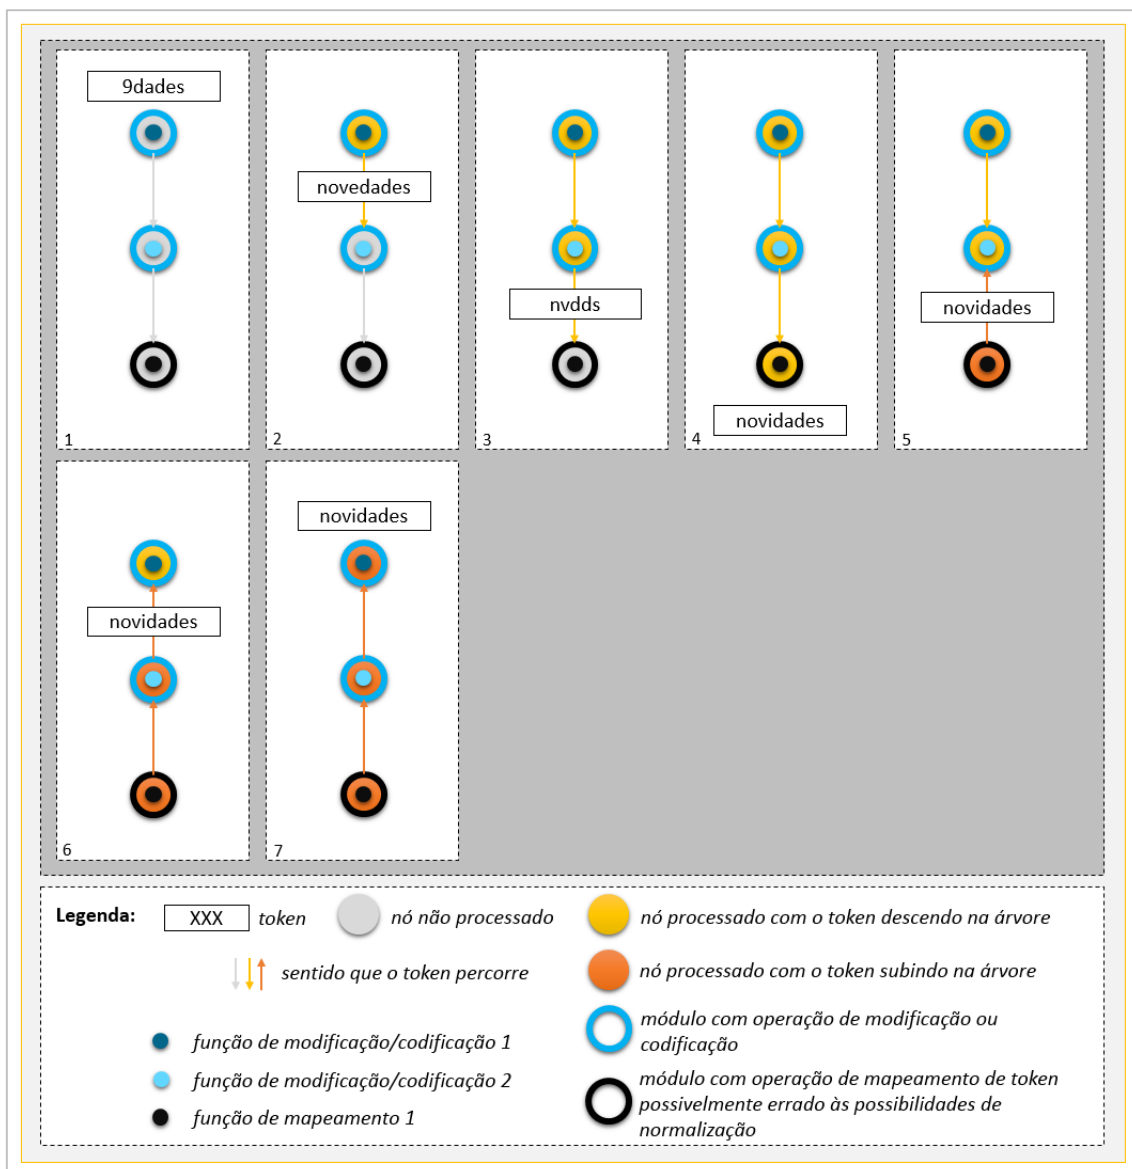 9dades
novedades
nvdds
novidades
novidades
1
2
3
4
5
novidades
novidades
6
7
Legenda:
XXX
token
nó não processado
nó processado com o token descendo na árvore
sentido que o token percorre
nó processado com o token subindo na árvore
função de modificação/codificação 1
módulo com operação de modificação ou
codificação
função de modificação/codificação 2
módulo com operação de mapeamento de token
possivelmente errado às possibilidades de
normalização
função de mapeamento 1